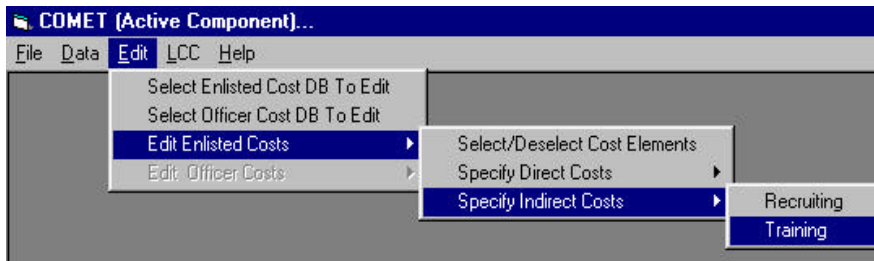 COMET (Active Component)...
File Data Edit LCC Help
Select Enlisted Cost DB To Edit
Select Officer Cost DB To Edit
Edit Enlisted Costs
Edit Officer Costs
Select/Deselect Cost Elements
Specify Direct Costs
Specify Indirect Costs
Recruiting
Training